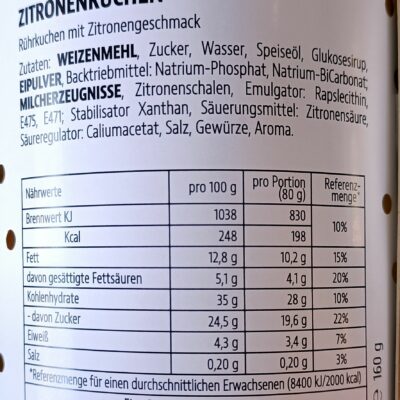 ZITRONENKUCHEN
Rührkuchen mit Zitronengeschmack
Zutaten: WEIZENMEHL, Zucker, Wasser, Speiseöl, Glukosesirup,
EIPULVER, Backtriebmittel: Natrium-Phosphat, Natrium-BiCarbonat;
MILCHERZEUGNISSE, Zitronenschalen, Emulgator: Rapslecithin,
E475, E471; Stabilisator Xanthan, Säuerungsmittel: Zitronensäure,
Säureregulator: Caliumacetat, Salz, Gewürze, Aroma.
Nährwerte pro 100 g pro Portion (80 g) Referenz-menge*
Brennwert KJ 1038 830 10%
Kcal 248 198
Fett 12,8 g 10,2 g 15%
davon gesättigte Fettsäuren 5,1 g 4,1 g 20%
Kohlenhydrate 35 g 28 g 10%
- davon Zucker 24,5 g 19,6 g 22%
Eiweiß 4,3 g 3,4 g 7%
Salz 0,20 g 0,20 g 3%
*Referenzmenge für einen durchschnittlichen Erwachsenen (8400 kJ/2000 kcal)
℮ 160 g